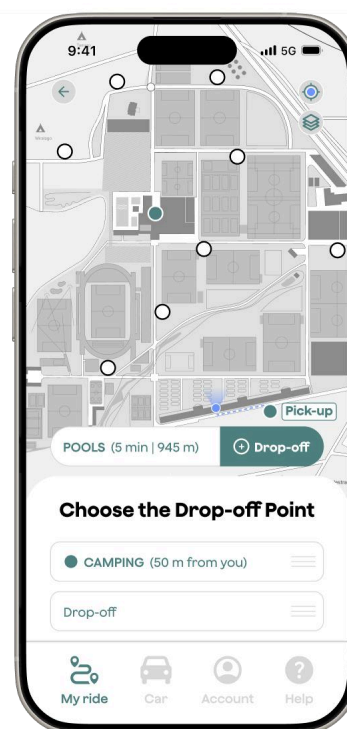 9:41
5G
Pick-up
POOLS (5 min | 945 m)
Drop-off
Choose the Drop-off Point
CAMPING (50 m from you)
Drop-off
My ride
Car
Account
Help